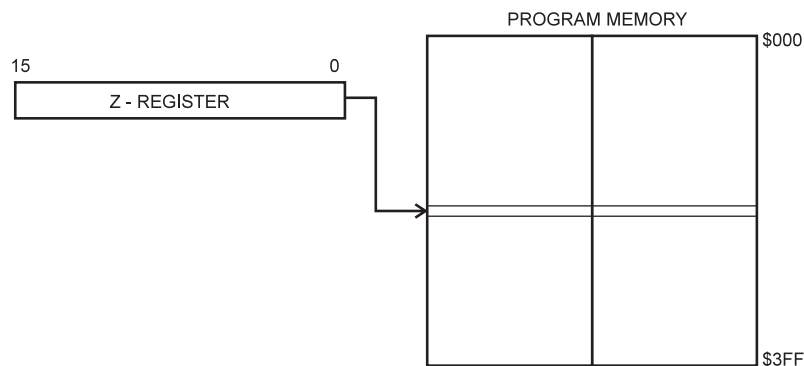 PROGRAM MEMORY
$000
15 0
Z - REGISTER
$3FF